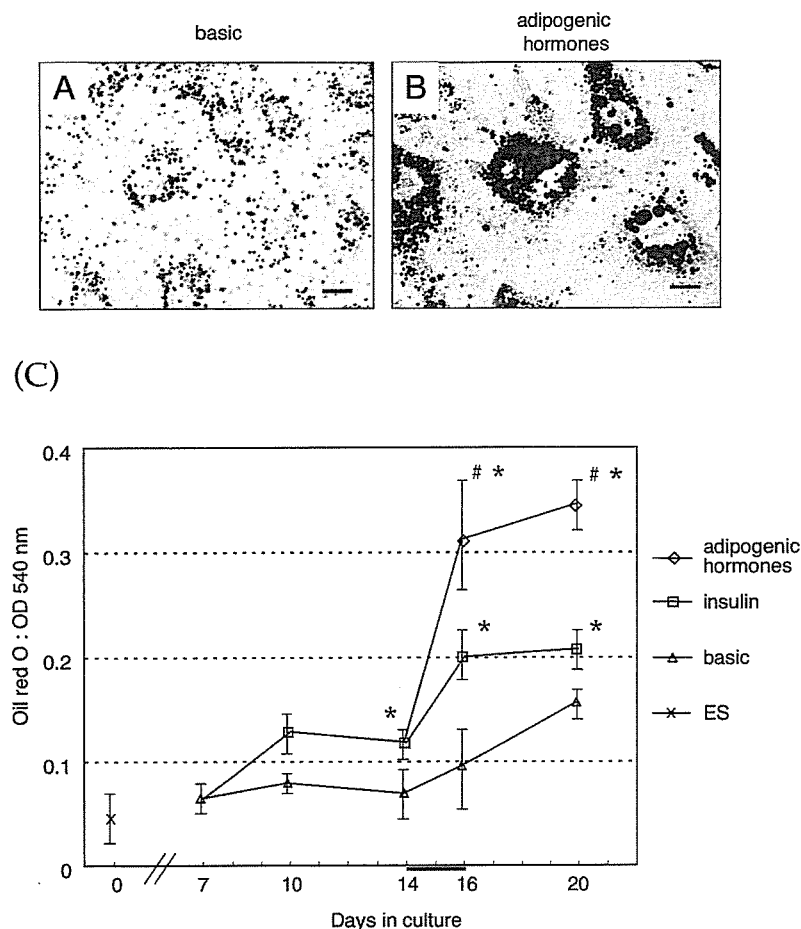 basic
adipogenic
hormones
A
B
(C)
0.4
0.3
0.2
0.1
0
Oil red O : OD 540 nm
# *
# *
*
*
*
adipogenic
hormones
insulin
basic
ES
0 7 10 14 16 20
Days in culture